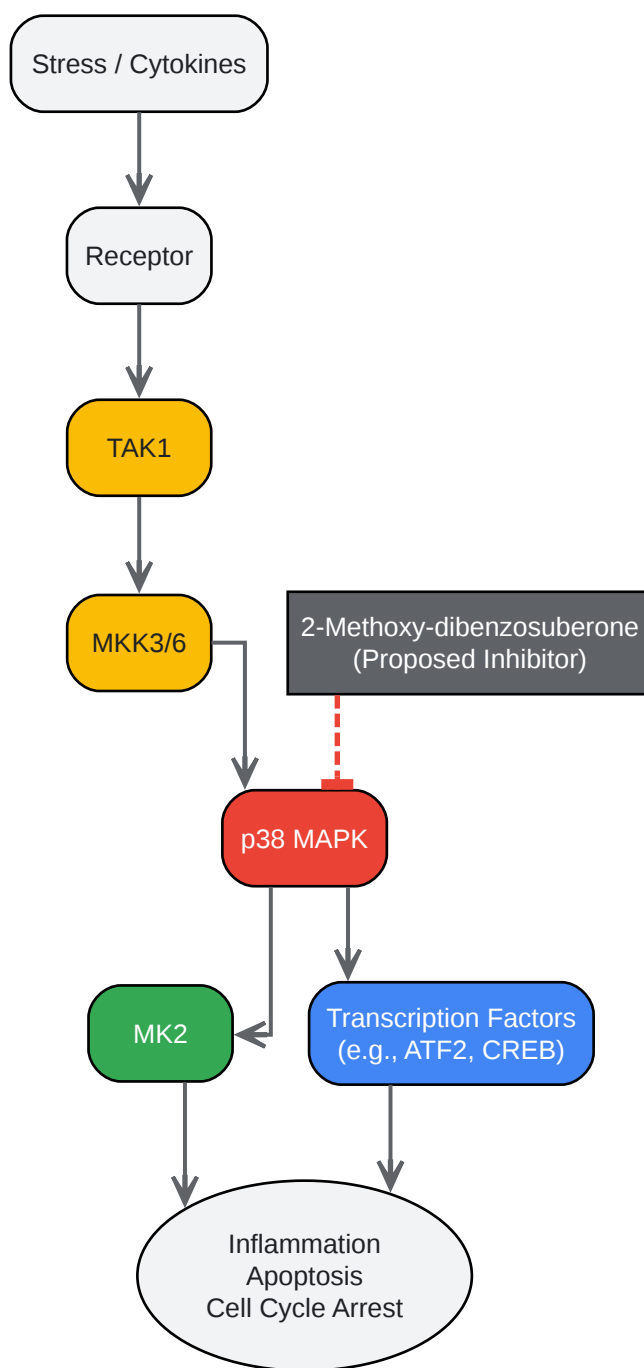 Stress / Cytokines
Receptor
TAK1
MKK3/6
2-Methoxy-dibenzosuberone
(Proposed Inhibitor)
p38 MAPK
MK2
Transcription Factors
(e.g., ATF2, CREB)
Inflammation
Apoptosis
Cell Cycle Arrest